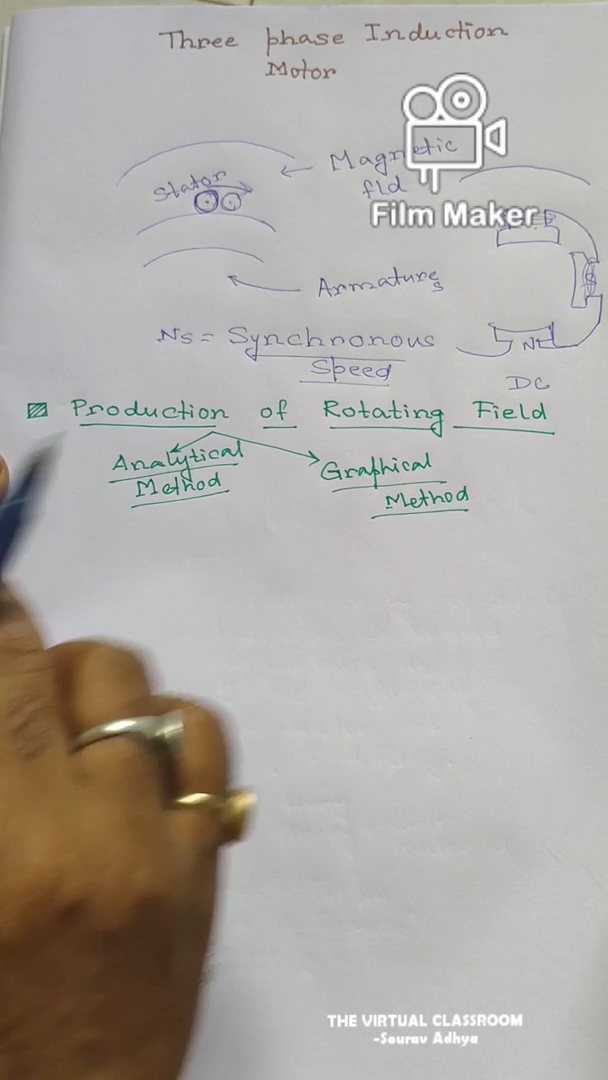 Three phase Induction
Motor
Magnetic
fld
Stator
Film Maker
Armatures
Ns = Synchronous
Speed
N
DC
Production of Rotating Field
Analytical
Method
Graphical
Method
THE VIRTUAL CLASSROOM
-Sourav Adhya